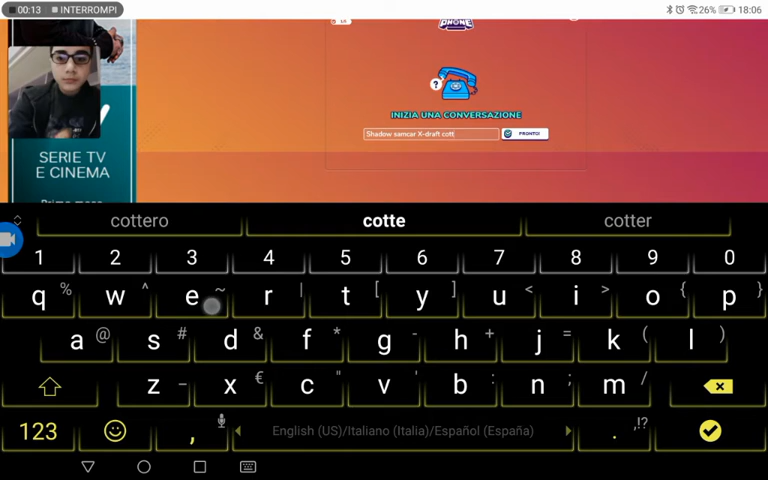 00:13 INTERROMPI
26% 18:06
PHONE
SERIE TV
E CINEMA
INIZIA UNA CONVERSAZIONE
Shadow samcar X-draft cott
PRONTO!
cottero cotte cotter
1 2 3 4 5 6 7 8 9 0
q % w ^ e ~ r | t [ y ] u < i > o { p }
a @ s # d & f * g - h + j = k ( l )
z _ x € c " v ' b : n ; m /
123 , English (US)/Italiano (Italia)/Español (España) . ,!?